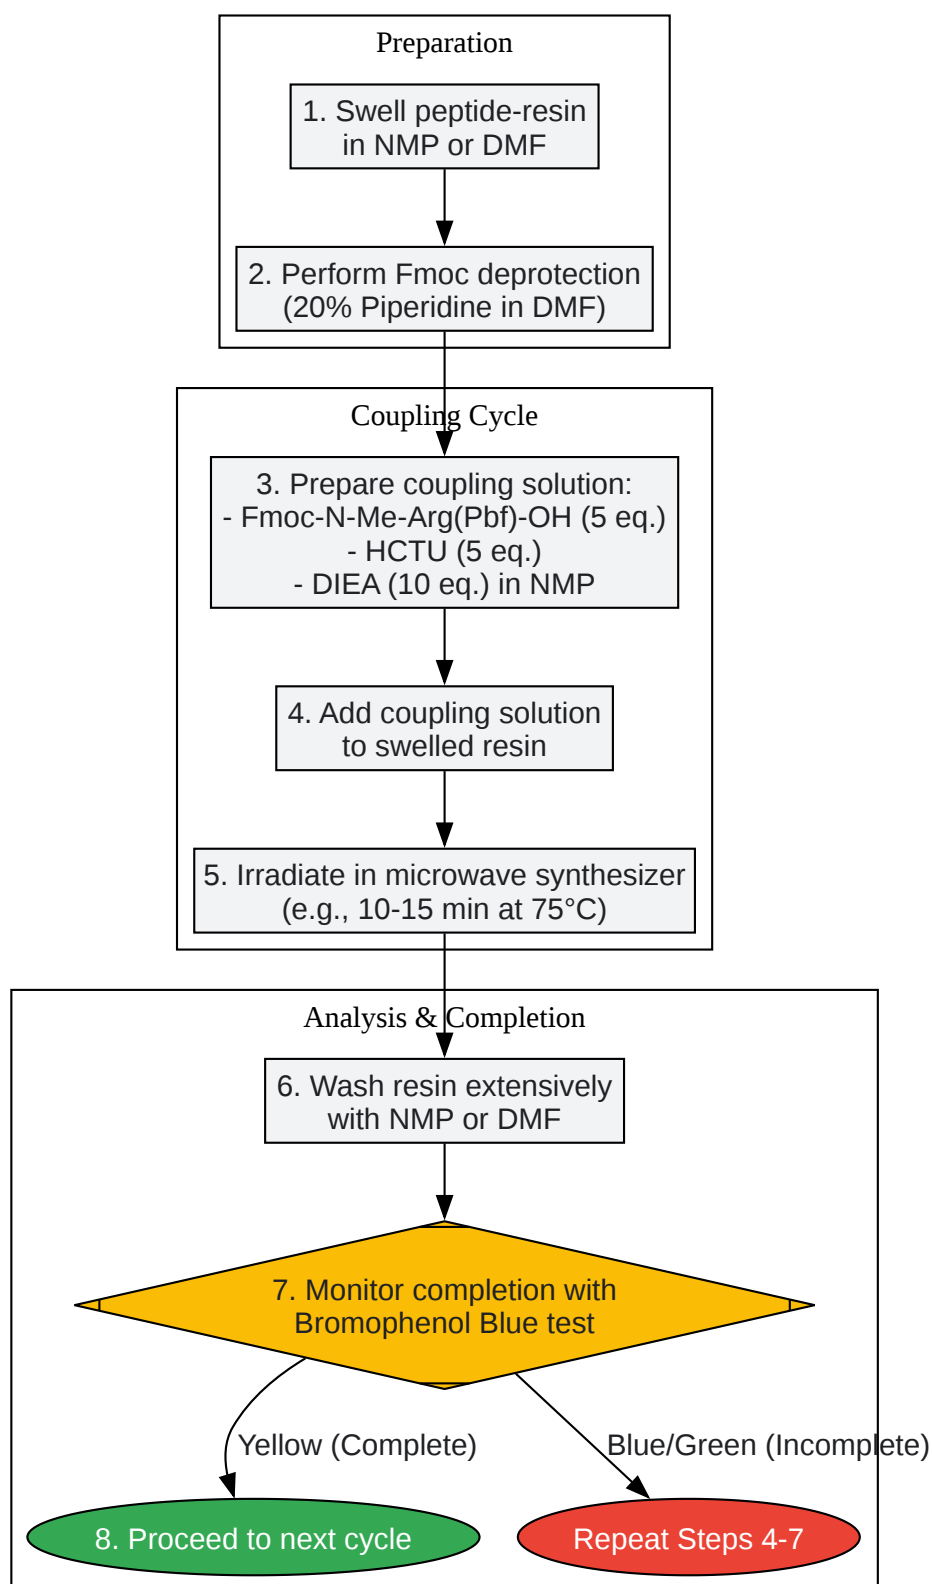 Preparation
1. Swell peptide-resin
in NMP or DMF
2. Perform Fmoc deprotection
(20% Piperidine in DMF)
Coupling Cycle
3. Prepare coupling solution:
- Fmoc-N-Me-Arg(Pbf)-OH (5 eq.)
- HCTU (5 eq.)
- DIEA (10 eq.) in NMP
4. Add coupling solution
to swelled resin
5. Irradiate in microwave synthesizer
(e.g., 10-15 min at 75°C)
Analysis & Completion
6. Wash resin extensively
with NMP or DMF
7. Monitor completion with
Bromophenol Blue test
Yellow (Complete)
Blue/Green (Incomplete)
8. Proceed to next cycle
Repeat Steps 4-7